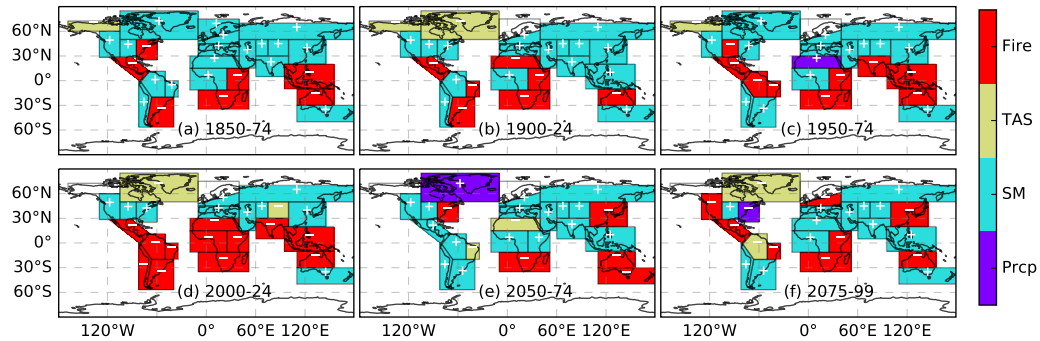 60°N
30°N
0°
30°S
60°S
(a) 1850-74
(b) 1900-24
(c) 1950-74
60°N
30°N
0°
30°S
60°S
(d) 2000-24
(e) 2050-74
(f) 2075-99
120°W 0° 60°E 120°E
120°W 0° 60°E 120°E
120°W 0° 60°E 120°E
Fire
TAS
SM
Prcp